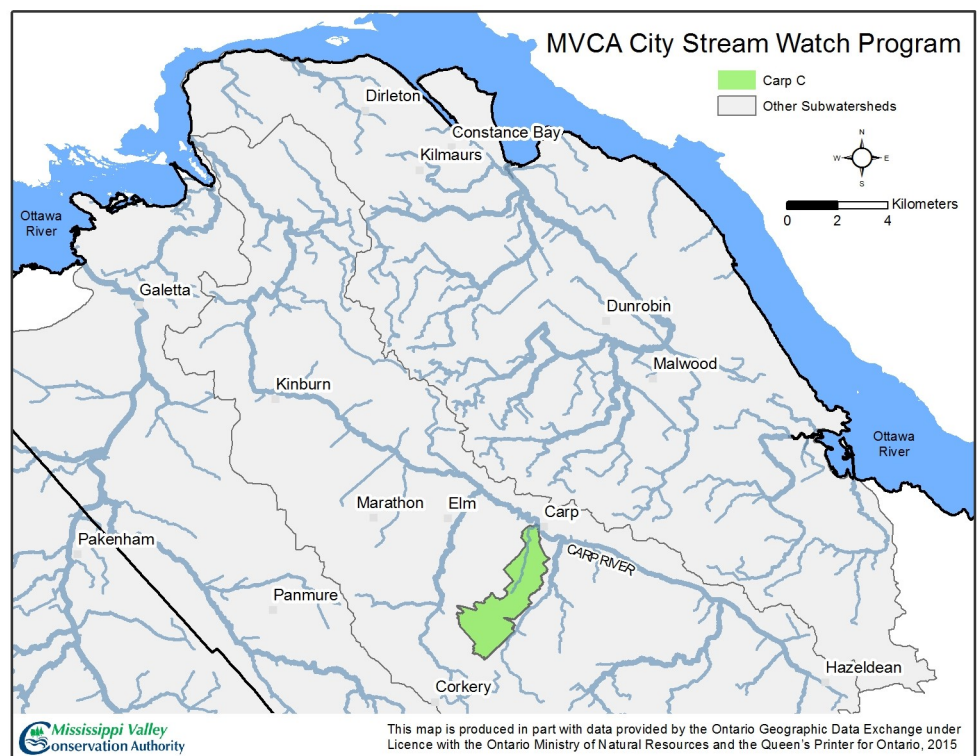 MVCA City Stream Watch Program
Carp C
Other Subwatersheds
N
W E
S
Kilometers
0 2 4
Dirleton
Constance Bay
Kilmaurs
Ottawa
River
Galetta
Dunrobin
Malwood
Kinburn
Ottawa
River
Marathon
Elm
Carp
CARP RIVER
Pakenham
Panmure
Hazeldean
Corkery
Mississippi Valley
Conservation Authority
This map is produced in part with data provided by the Ontario Geographic Data Exchange under
Licence with the Ontario Ministry of Natural Resources and the Queen's Printer for Ontario, 2015